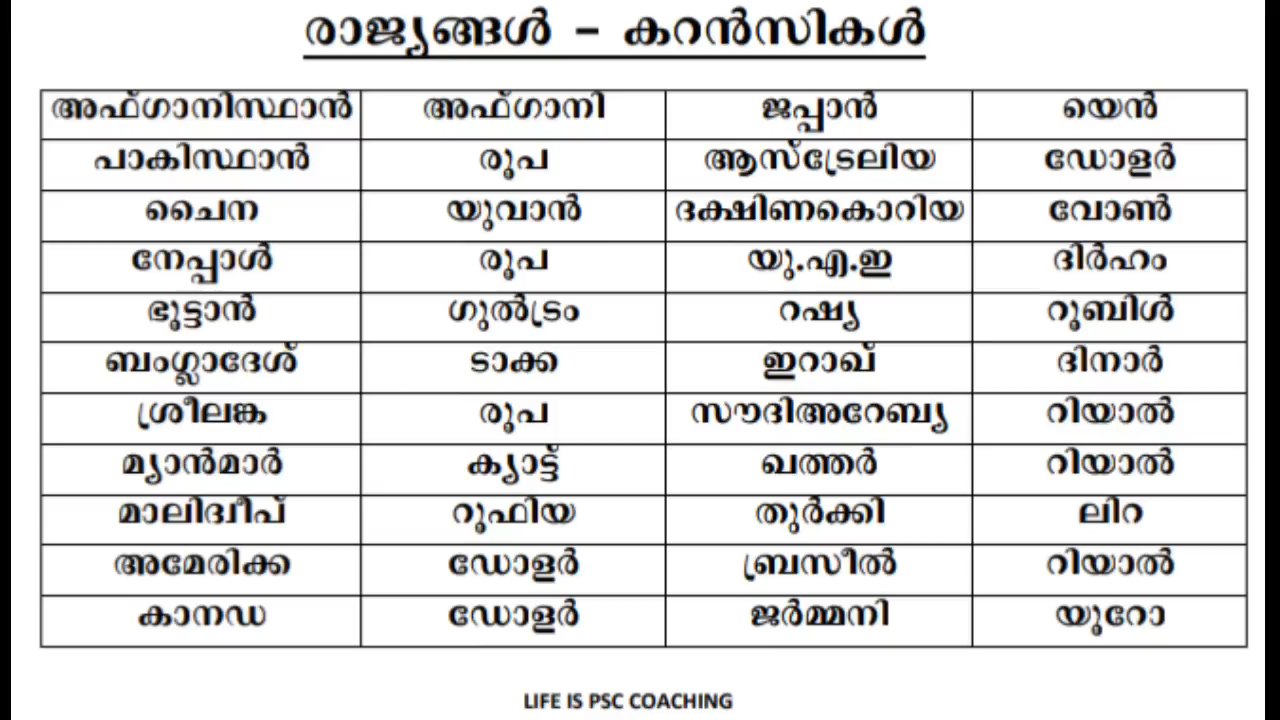 രാജ്യങ്ങൾ - കറൻസികൾ
അഫ്ഗാനിസ്ഥാൻ അഫ്ഗാനി ജപ്പാൻ യെൻ
പാകിസ്ഥാൻ രൂപ ആസ്ട്രേലിയ ഡോളർ
ചൈന യുവാൻ ദക്ഷിണകൊറിയ വോൺ
നേപ്പാൾ രൂപ യു.എ.ഇ ദിർഹം
ഭൂട്ടാൻ ഗുൽട്രം റഷ്യ റൂബിൾ
ബംഗ്ലാദേശ് ടാക്ക ഇറാഖ് ദിനാർ
ശ്രീലങ്ക രൂപ സൗദിഅറേബ്യ റിയാൽ
മ്യാൻമാർ ക്യാട്ട് ഖത്തർ റിയാൽ
മാലിദ്വീപ് റൂഫിയ തുർക്കി ലിറ
അമേരിക്ക ഡോളർ ബ്രസീൽ റിയാൽ
കാനഡ ഡോളർ ജർമ്മനി യൂറോ
LIFE IS PSC COACHING